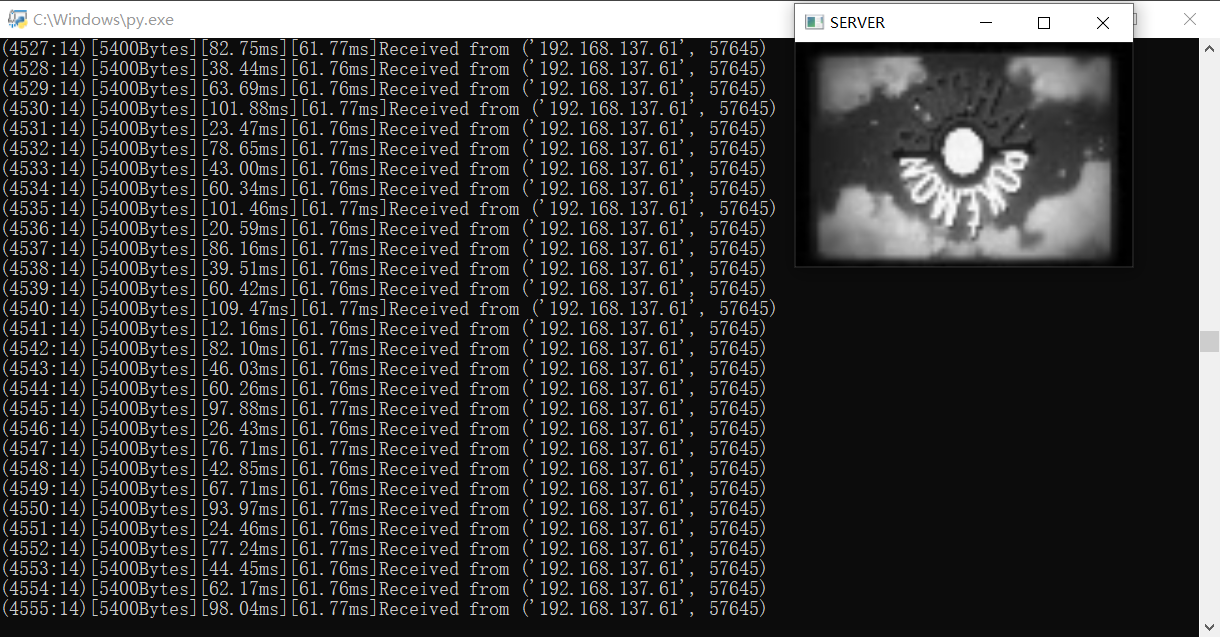 C:\Windows\py.exe
(4527:14)[5400Bytes][82.75ms][61.77ms]Received from ('192.168.137.61', 57645)
(4528:14)[5400Bytes][38.44ms][61.76ms]Received from ('192.168.137.61', 57645)
(4529:14)[5400Bytes][63.69ms][61.76ms]Received from ('192.168.137.61', 57645)
(4530:14)[5400Bytes][101.88ms][61.77ms]Received from ('192.168.137.61', 57645)
(4531:14)[5400Bytes][23.47ms][61.76ms]Received from ('192.168.137.61', 57645)
(4532:14)[5400Bytes][78.65ms][61.77ms]Received from ('192.168.137.61', 57645)
(4533:14)[5400Bytes][43.00ms][61.76ms]Received from ('192.168.137.61', 57645)
(4534:14)[5400Bytes][60.34ms][61.76ms]Received from ('192.168.137.61', 57645)
(4535:14)[5400Bytes][101.46ms][61.77ms]Received from ('192.168.137.61', 57645)
(4536:14)[5400Bytes][20.59ms][61.76ms]Received from ('192.168.137.61', 57645)
(4537:14)[5400Bytes][86.16ms][61.77ms]Received from ('192.168.137.61', 57645)
(4538:14)[5400Bytes][39.51ms][61.76ms]Received from ('192.168.137.61', 57645)
(4539:14)[5400Bytes][60.42ms][61.76ms]Received from ('192.168.137.61', 57645)
(4540:14)[5400Bytes][109.47ms][61.77ms]Received from ('192.168.137.61', 57645)
(4541:14)[5400Bytes][12.16ms][61.76ms]Received from ('192.168.137.61', 57645)
(4542:14)[5400Bytes][82.10ms][61.77ms]Received from ('192.168.137.61', 57645)
(4543:14)[5400Bytes][46.03ms][61.76ms]Received from ('192.168.137.61', 57645)
(4544:14)[5400Bytes][60.26ms][61.76ms]Received from ('192.168.137.61', 57645)
(4545:14)[5400Bytes][97.88ms][61.77ms]Received from ('192.168.137.61', 57645)
(4546:14)[5400Bytes][26.43ms][61.76ms]Received from ('192.168.137.61', 57645)
(4547:14)[5400Bytes][76.71ms][61.77ms]Received from ('192.168.137.61', 57645)
(4548:14)[5400Bytes][42.85ms][61.76ms]Received from ('192.168.137.61', 57645)
(4549:14)[5400Bytes][67.71ms][61.76ms]Received from ('192.168.137.61', 57645)
(4550:14)[5400Bytes][93.97ms][61.77ms]Received from ('192.168.137.61', 57645)
(4551:14)[5400Bytes][24.46ms][61.76ms]Received from ('192.168.137.61', 57645)
(4552:14)[5400Bytes][77.24ms][61.77ms]Received from ('192.168.137.61', 57645)
(4553:14)[5400Bytes][44.45ms][61.76ms]Received from ('192.168.137.61', 57645)
(4554:14)[5400Bytes][62.17ms][61.76ms]Received from ('192.168.137.61', 57645)
(4555:14)[5400Bytes][98.04ms][61.77ms]Received from ('192.168.137.61', 57645)
SERVER